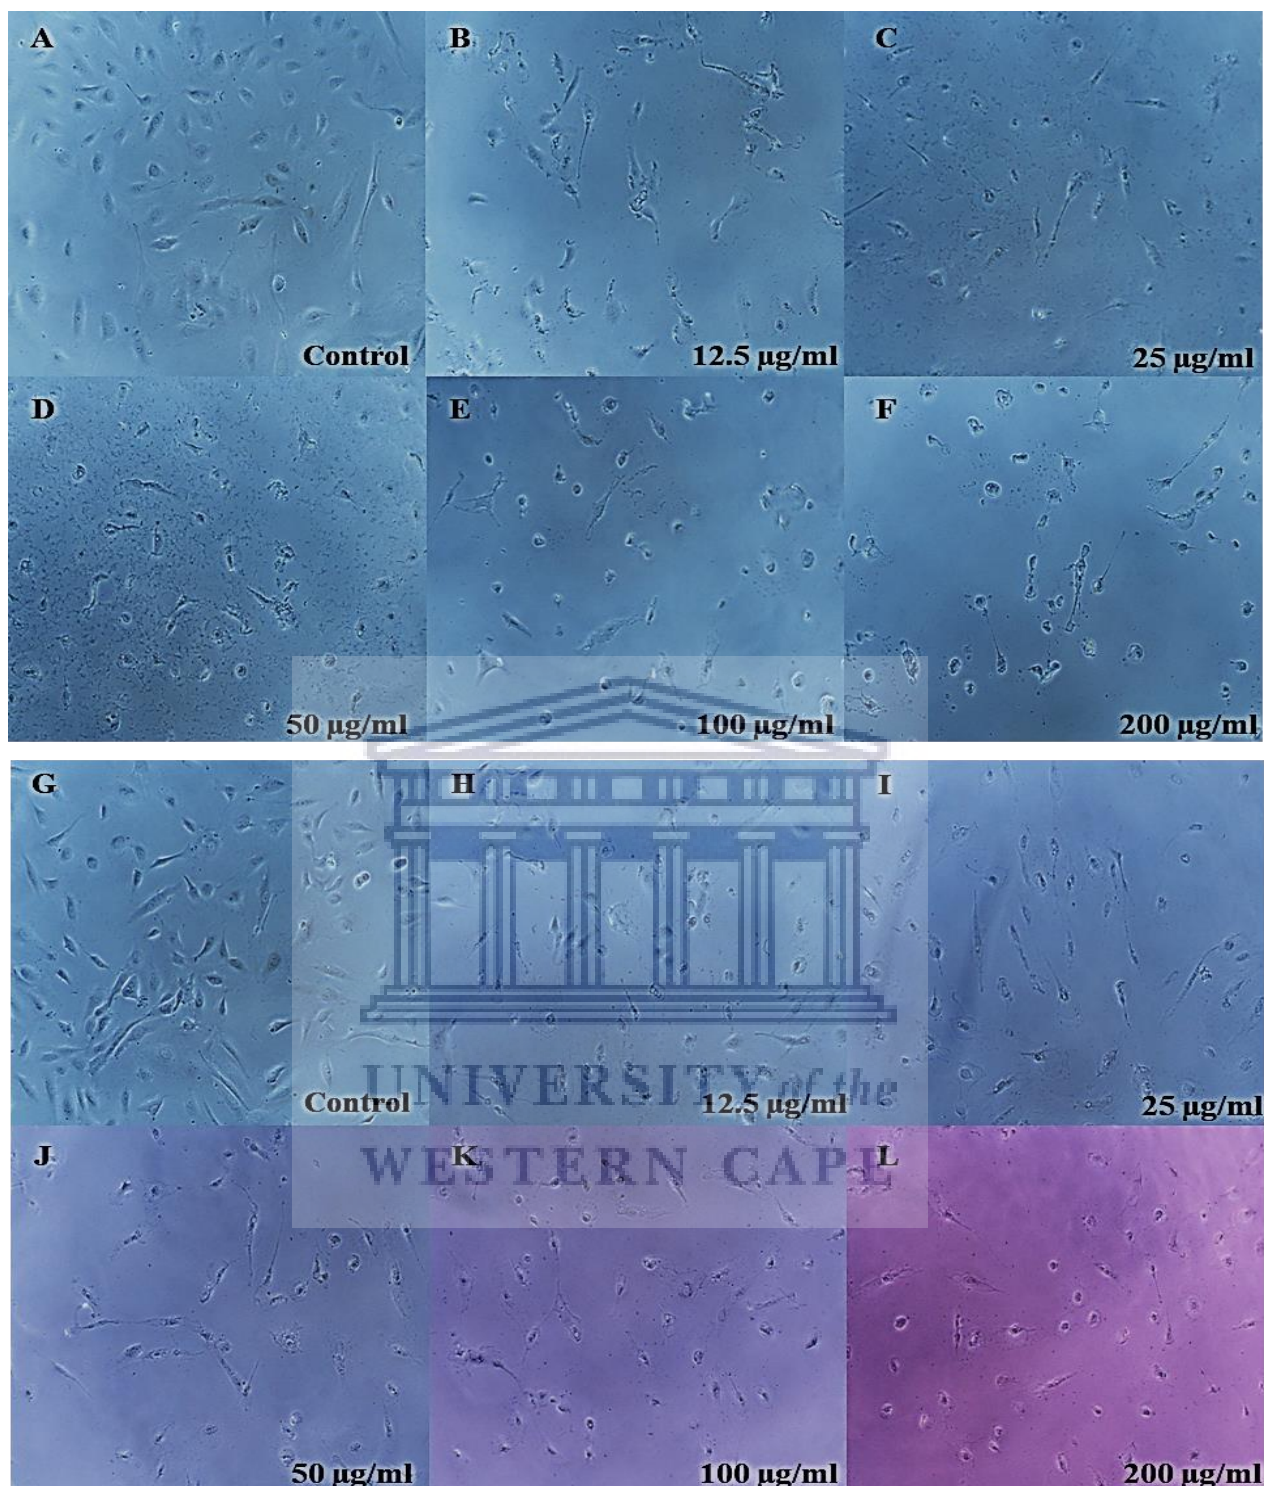 A B C
Control 12.5 µg/ml 25 µg/ml
D E F
50 µg/ml 100 µg/ml 200 µg/ml
G H I
UNIVERSITY of the
Control 12.5 µg/ml 25 µg/ml
J K L
WESTERN CAPE
50 µg/ml 100 µg/ml 200 µg/ml